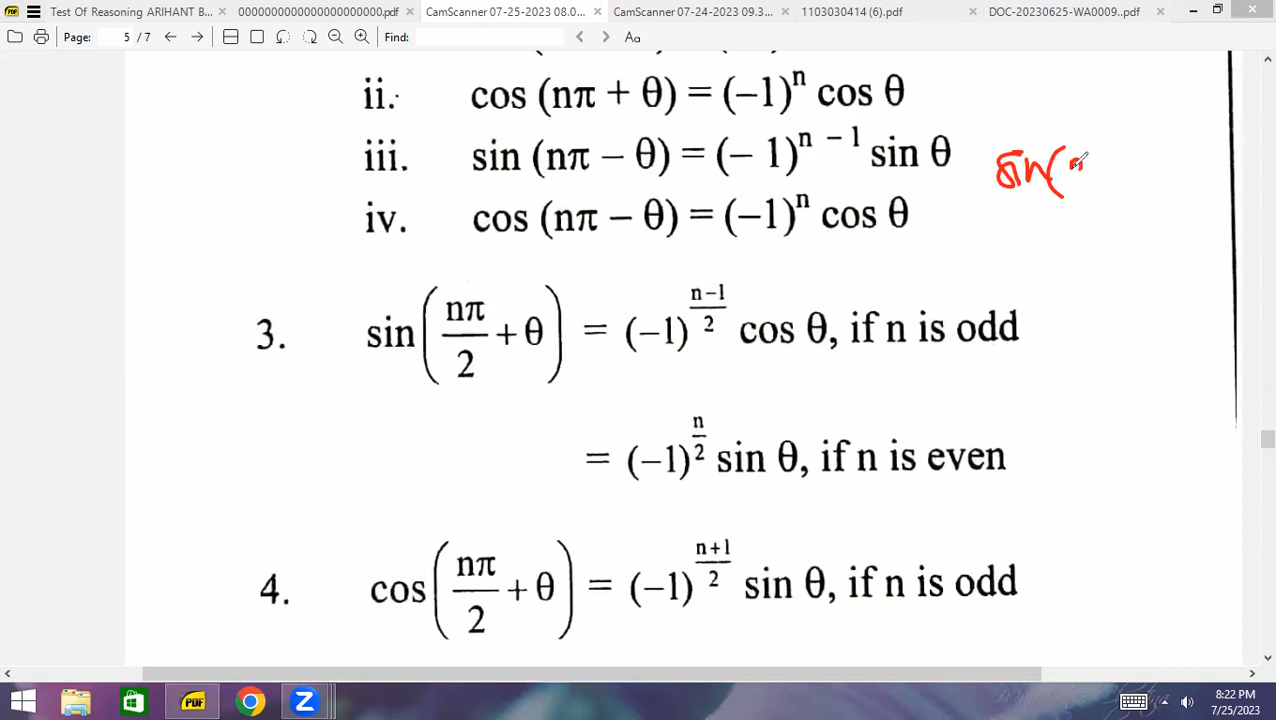 Test Of Reasoning ARIHANT B...
000000000000000000000.pdf
CamScanner 07-25-2023 08.0...
CamScanner 07-24-2023 09.3...
1103030414 (6).pdf
DOC-20230625-WA0009..pdf
Page: 5 / 7
Find:
Aa
ii. cos (nπ + θ) = (−1)^n cos θ
iii. sin (nπ − θ) = (− 1)^(n − 1) sin θ
sin(n
iv. cos (nπ − θ) = (−1)^n cos θ
3. sin(nπ/2 + θ) = (−1)^((n−1)/2) cos θ, if n is odd
= (−1)^(n/2) sin θ, if n is even
4. cos(nπ/2 + θ) = (−1)^((n+1)/2) sin θ, if n is odd
PDF
8:22 PM
7/25/2023